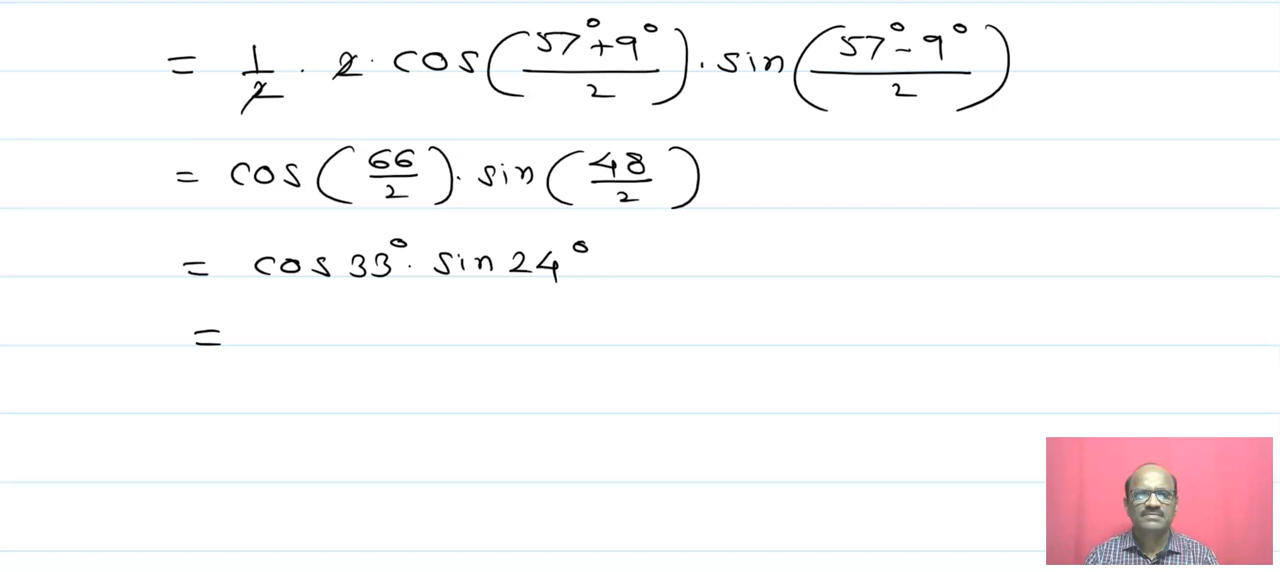 = 1/2 · 2 · cos((57° + 9°)/2) · sin((57° - 9°)/2)
= cos(66/2) · sin(48/2)
= cos 33° · sin 24°
=